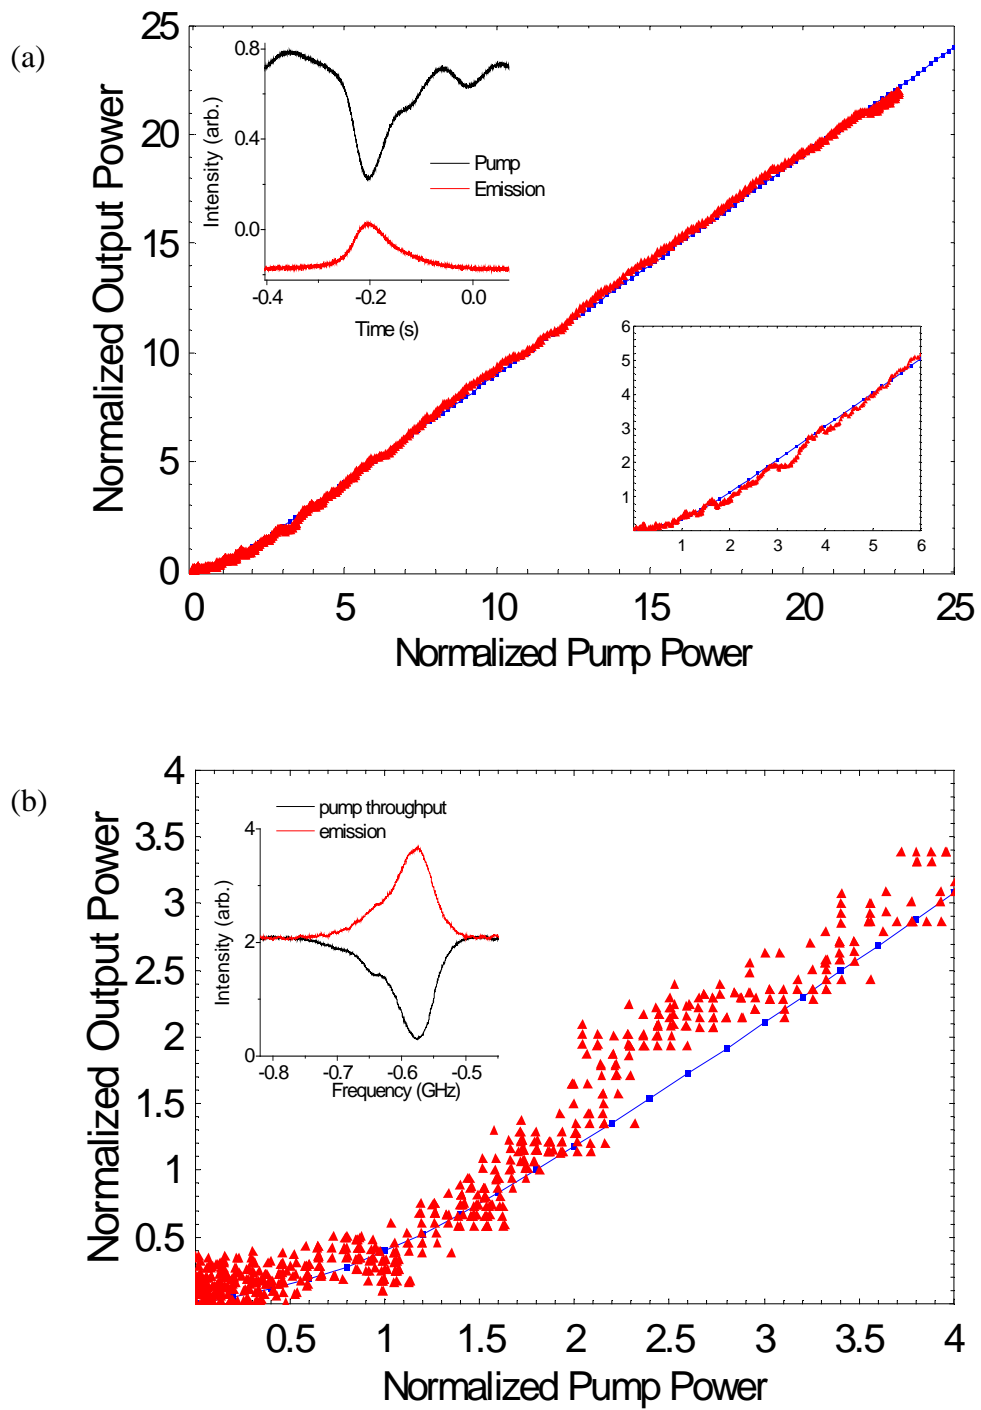 (a)
25
20
15
10
5
0
0 5 10 15 20 25
Normalized Output Power
Normalized Pump Power
0.8
0.4
0.0
Intensity (arb.)
Pump
Emission
-0.4 -0.2 0.0
Time (s)
6
5
4
3
2
1
1 2 3 4 5 6
(b)
4
3.5
3
2.5
2
1.5
1
0.5
0.5 1 1.5 2 2.5 3 3.5 4
Normalized Output Power
Normalized Pump Power
pump throughput
emission
4
2
0
Intensity (arb.)
-0.8 -0.7 -0.6 -0.5
Frequency (GHz)